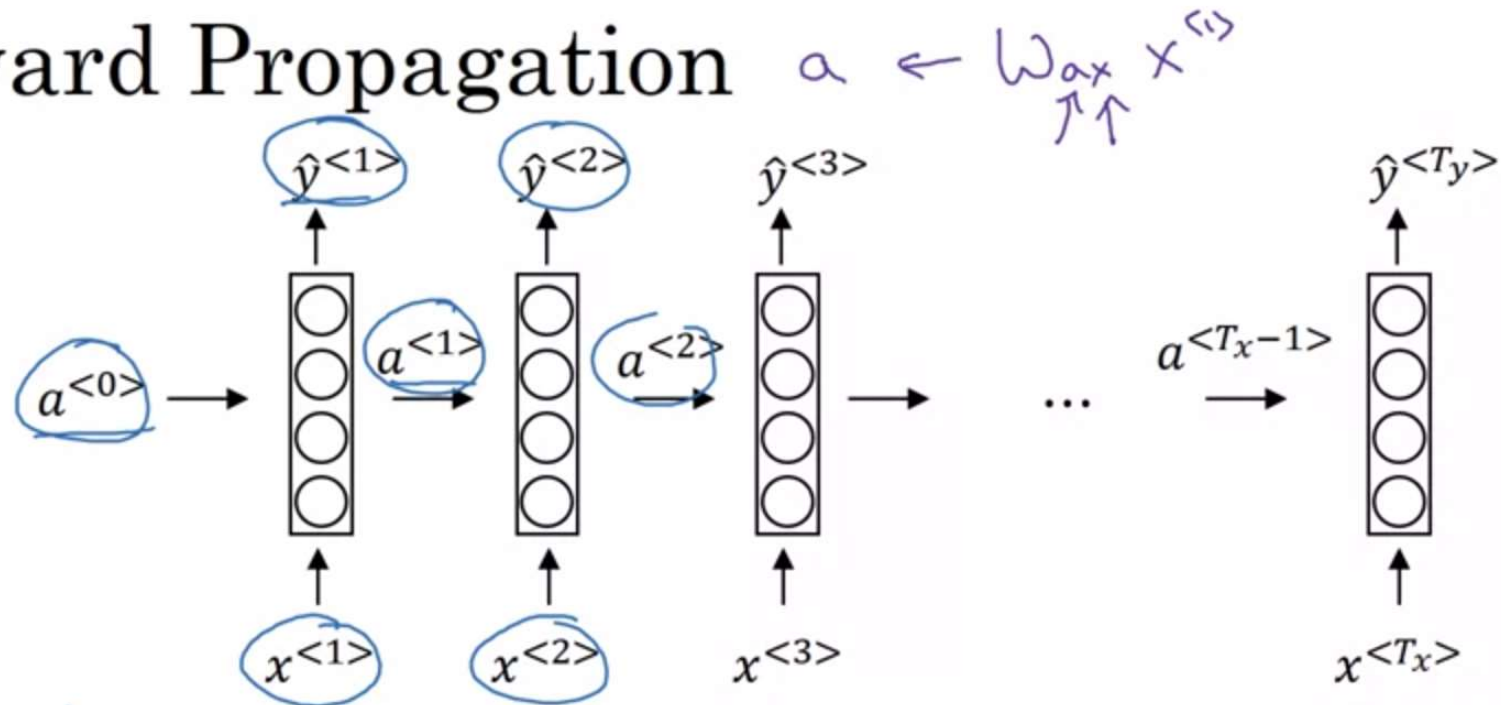 ward Propagation a ← Wax x<1>
ŷ<1> ŷ<2> ŷ<3> ŷ<Ty>
a<0> a<1> a<2> ... a<Tx−1>
x<1> x<2> x<3> x<Tx>